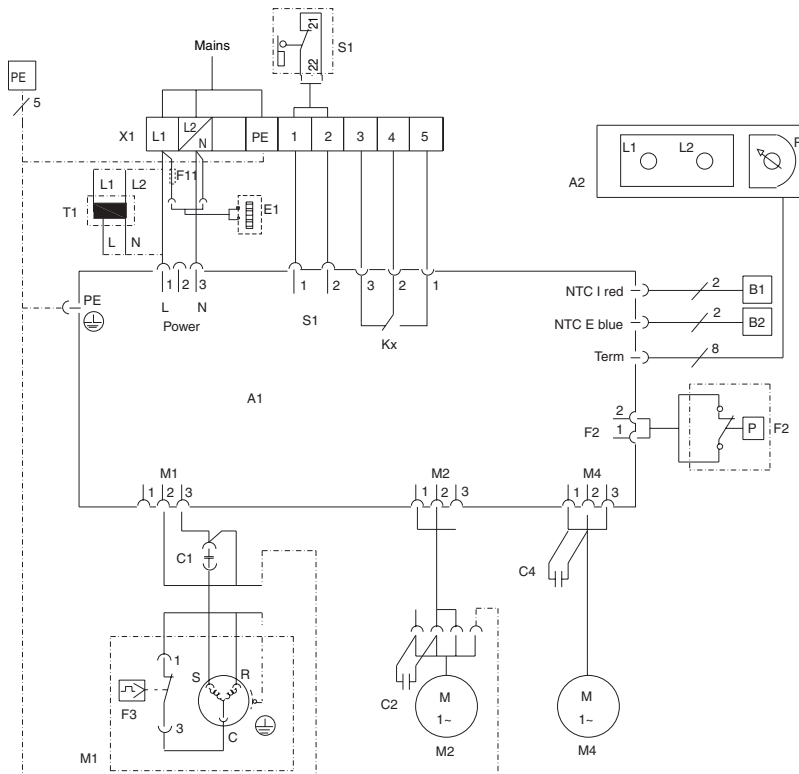 Mains
21
22
S1
PE
5
X1
L1
L2
N
PE
1
2
3
4
5
L1
L2
F11
T1
L
N
E1
L1
L2
A2
PE
1
2
3
L
N
Power
1
2
S1
3
2
1
Kx
NTC I red
2
B1
NTC E blue
2
B2
Term
8
A1
2
1
F2
P
F2
M1
1
2
3
M2
1
2
3
M4
1
2
3
C1
C4
1
S
R
F3
3
C
M1
C2
M
1~
M2
M
1~
M4